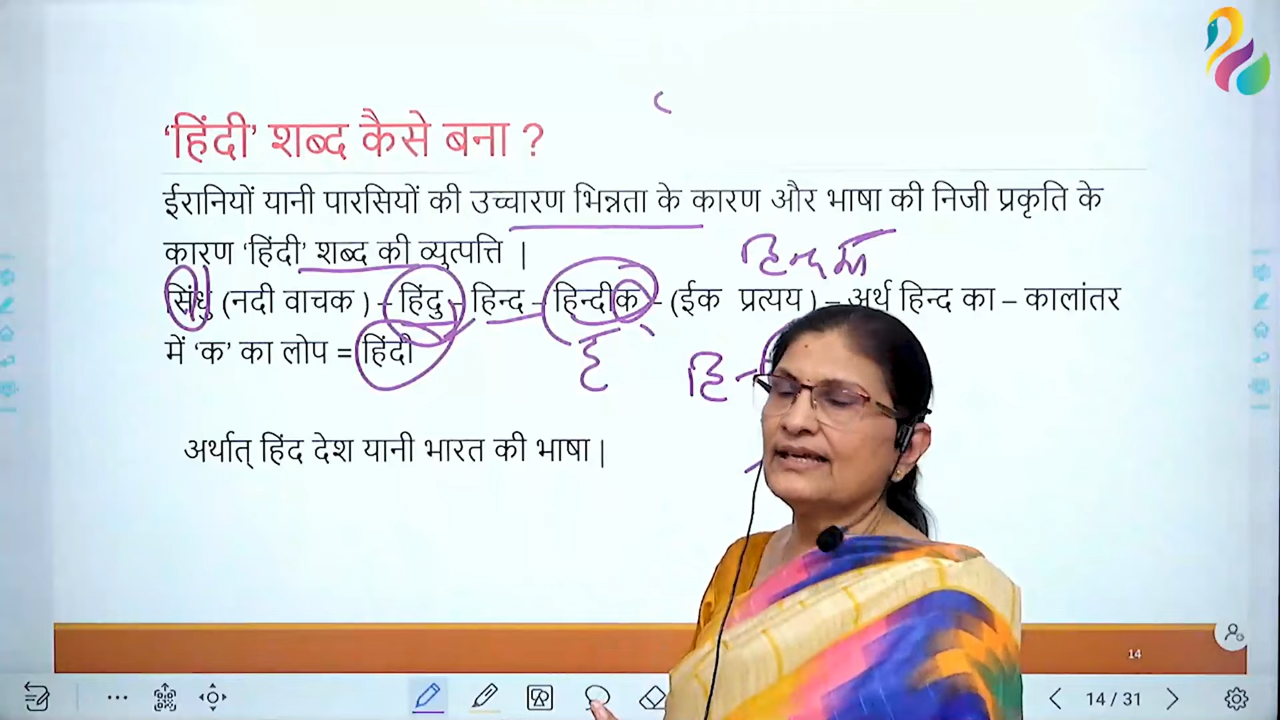 'हिंदी' शब्द कैसे बना ?
ईरानियों यानी पारसियों की उच्चारण भिन्नता के कारण और भाषा की निजी प्रकृति के
कारण 'हिंदी' शब्द की व्युत्पत्ति |
सिंधु (नदी वाचक ) – हिंदु – हिन्द – हिन्दीक – (ईक प्रत्यय ) – अर्थ हिन्द का – कालांतर
में 'क' का लोप = हिंदी
अर्थात् हिंद देश यानी भारत की भाषा |
14
14 / 31